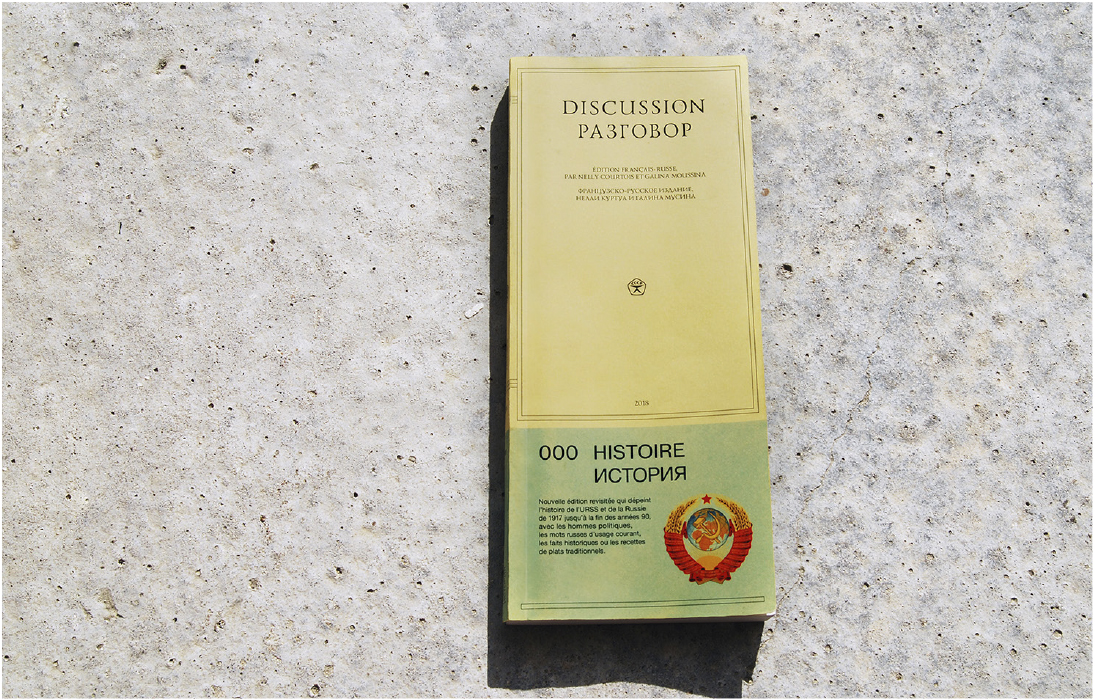 DISCUSSION
РАЗГОВОР
ÉDITION FRANÇAIS-RUSSE
PAR NELLY COURTOIS ET GALINA MOUSSINA
ФРАНЦУЗСКО-РУССКОЕ ИЗДАНИЕ,
НЕЛЛИ КУРТУА И ГАЛИНА МУСИНА
2018
000 HISTOIRE
ИСТОРИЯ
Nouvelle édition revisitée qui dépeint
l'histoire de l'URSS et de la Russie
de 1917 jusqu'à la fin des années 90,
avec les hommes politiques,
les mots russes d'usage courant,
les faits historiques ou les recettes
de plats traditionnels.